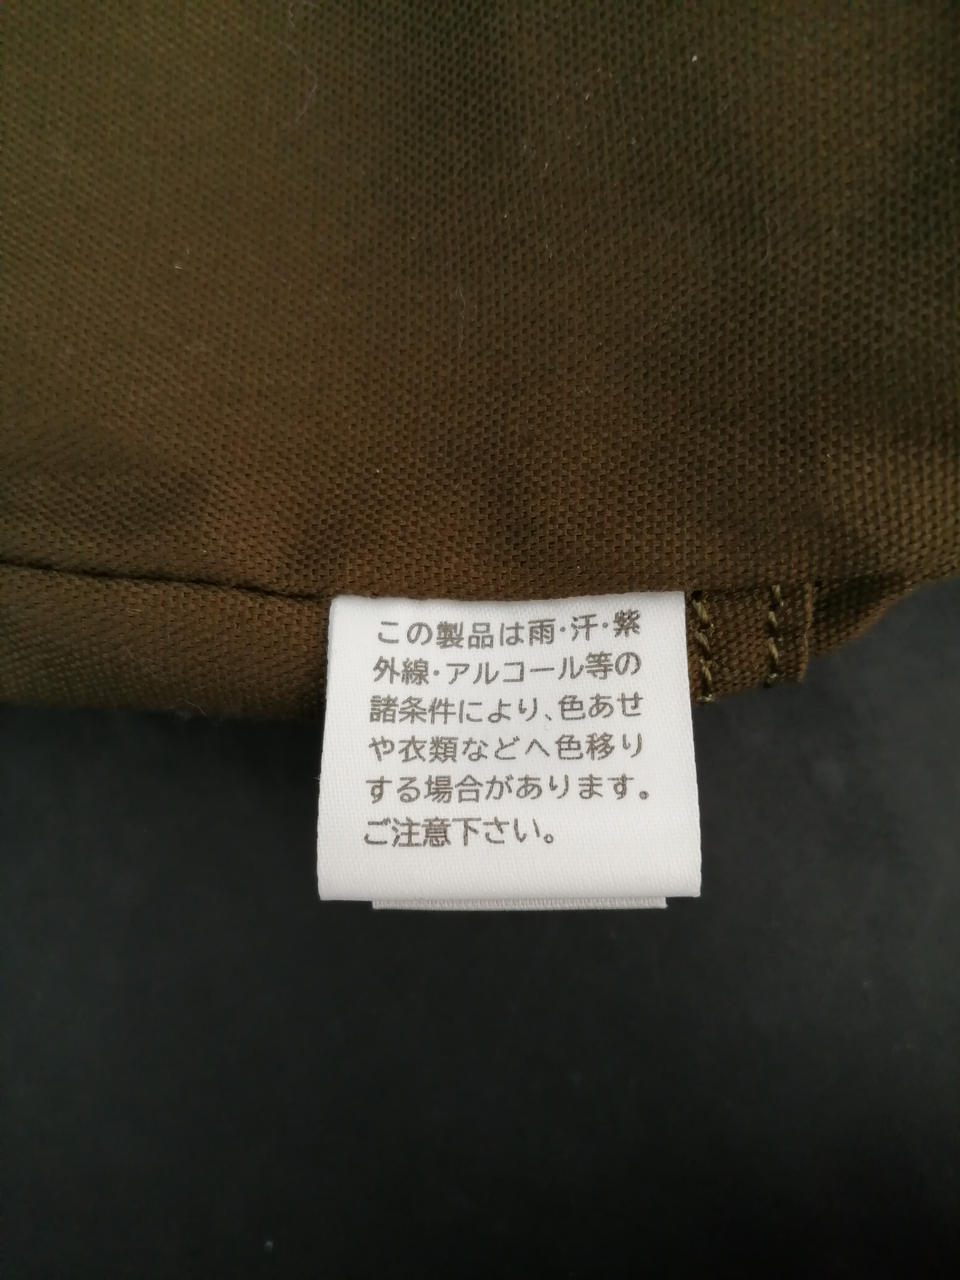 この製品は雨・汗・紫
外線・アルコール等の
諸条件により、色あせ
や衣類などへ色移り
する場合があります。
ご注意下さい。